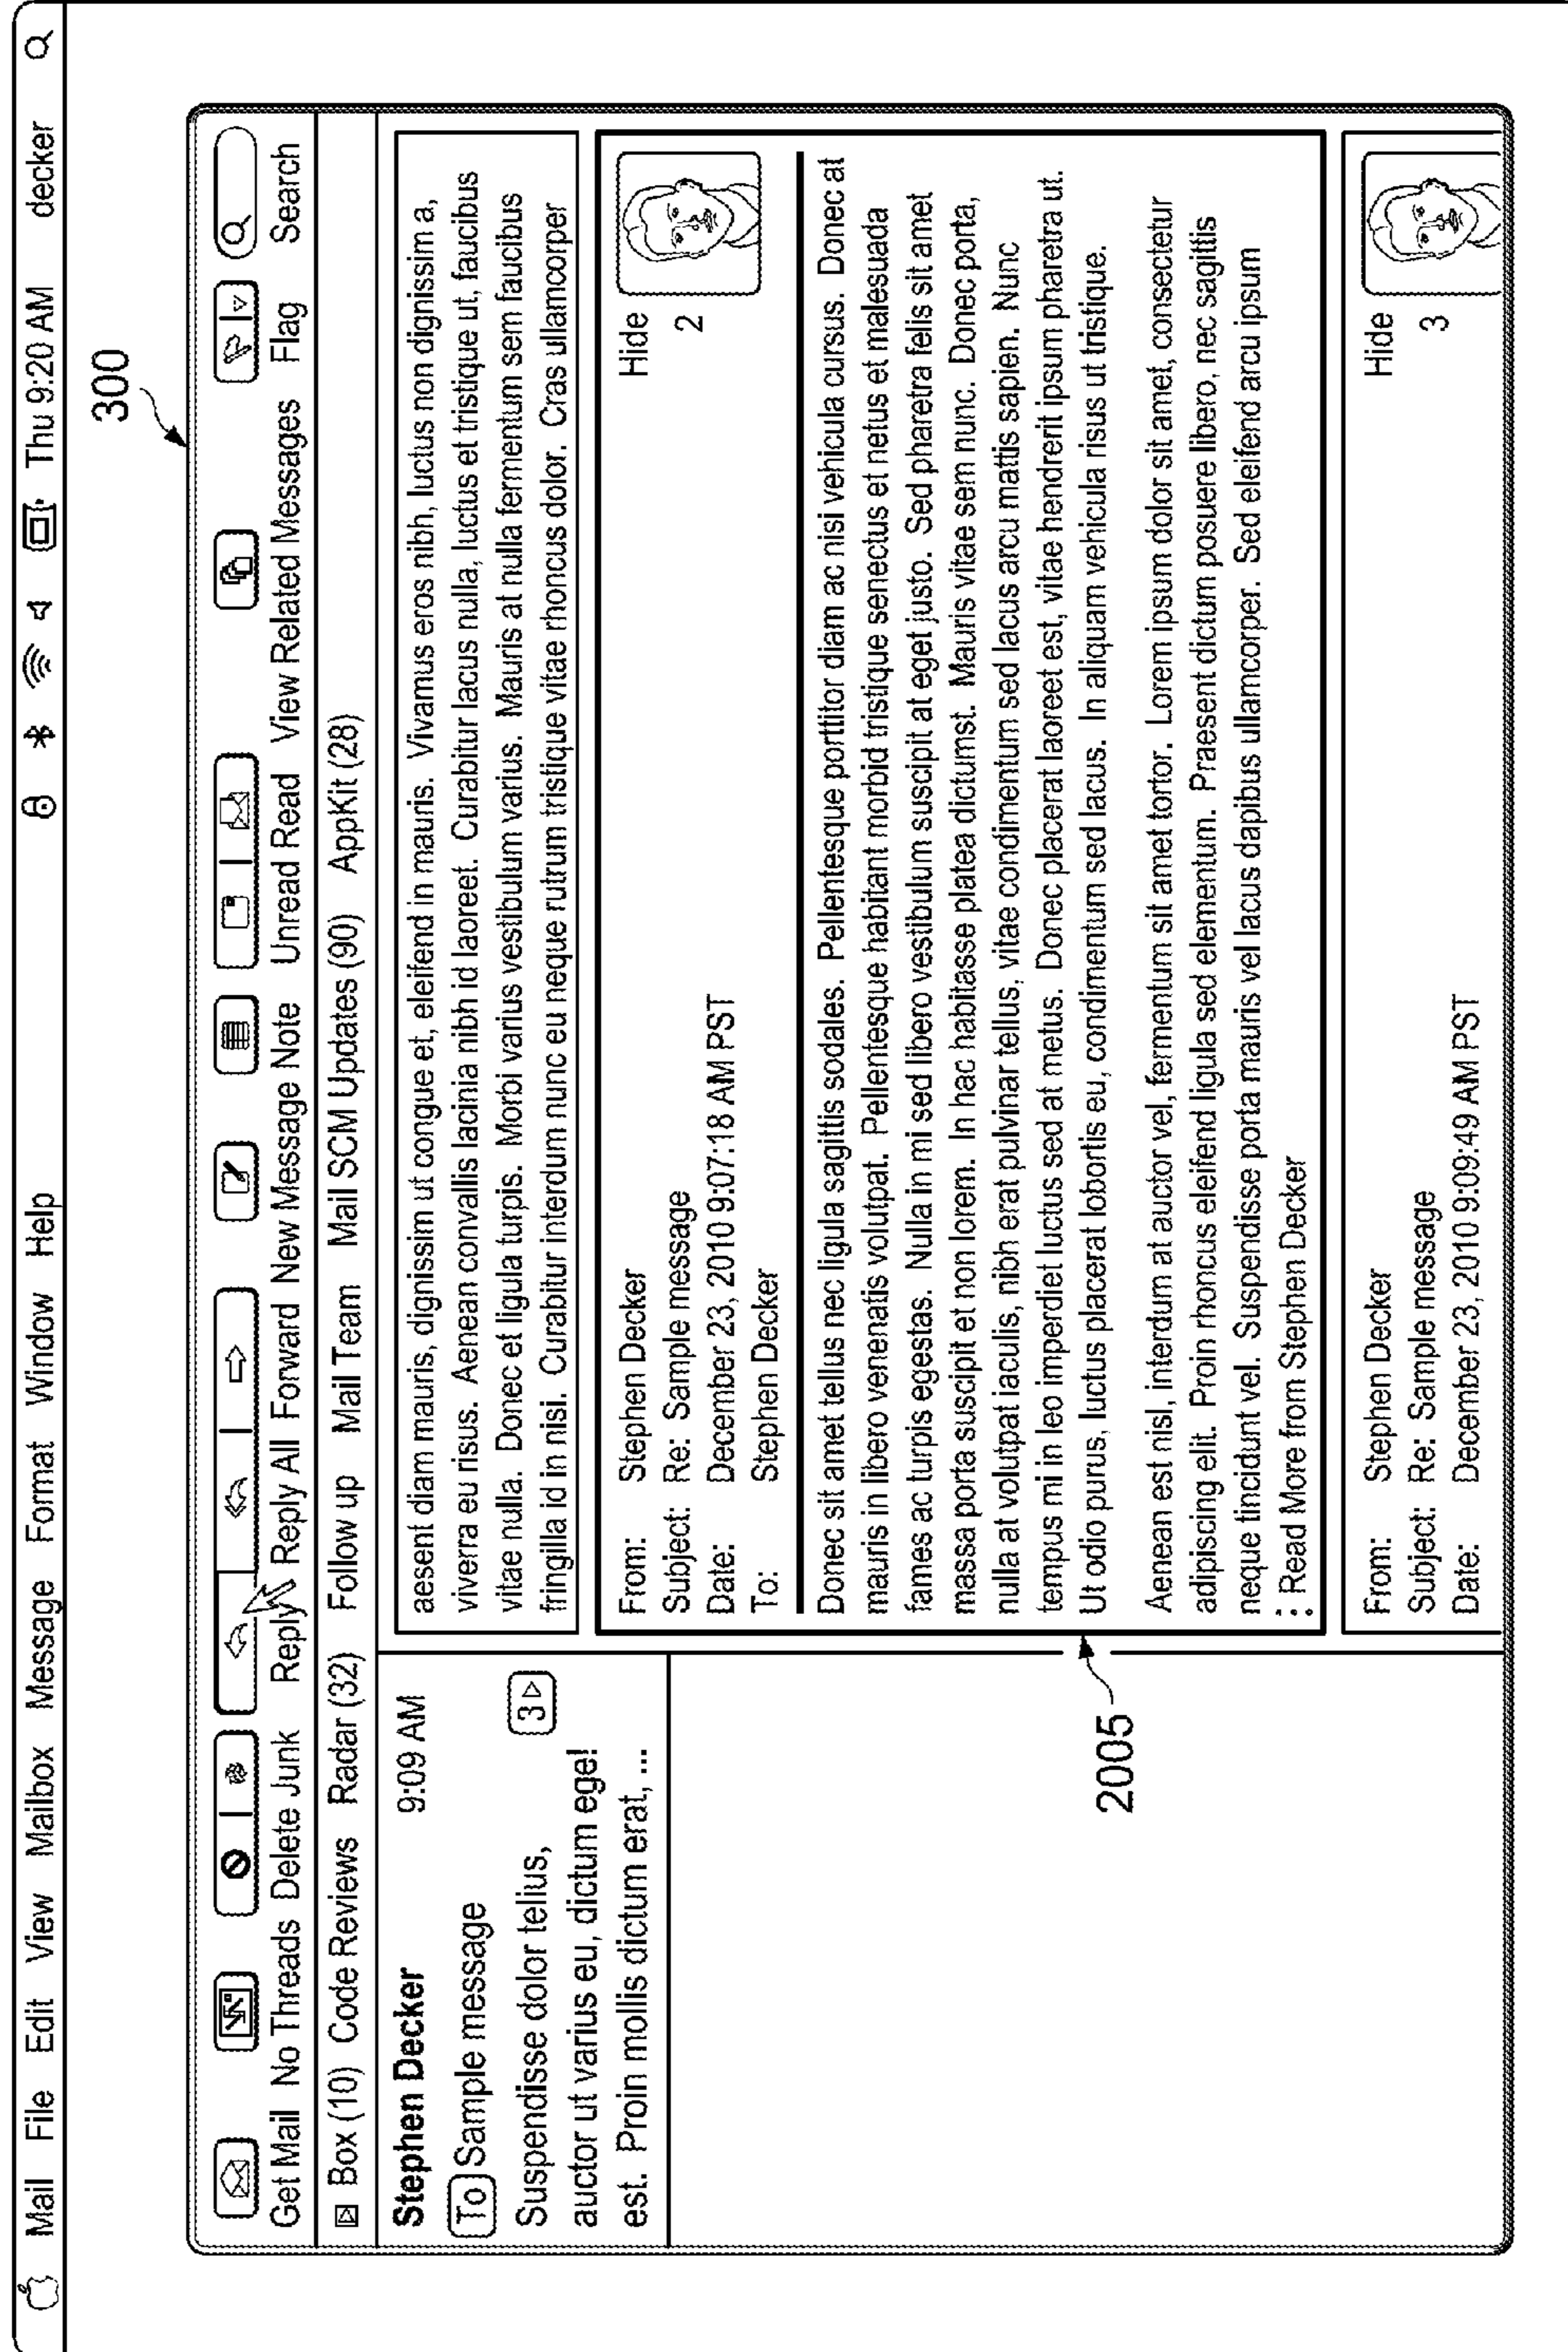 Mail File Edit View Mailbox Message Format Window Help Thu 9:20 AM decker
300
Get Mail No Threads Delete Junk Reply Reply All Forward New Message Note Unread Read View Related Messages Flag Search
Box (10) Code Reviews Radar (32) Follow up Mail Team Mail SCM Updates (90) AppKit (28)
Stephen Decker 9:09 AM
To Sample message
3
Suspendisse dolor tellus,
auctor ut varius eu, dictum eget
est. Proin mollis dictum erat, ...
aesent diam mauris, dignissim ut congue et, eleifend in mauris. Vivamus eros nibh, luctus non dignissim a,
viverra eu risus. Aenean convallis lacinia nibh id laoreet. Curabitur lacus nulla, luctus et tristique ut, faucibus
vitae nulla. Donec et ligula turpis. Morbi varius vestibulum varius. Mauris at nulla fermentum sem faucibus
fringilla id in nisi. Curabitur interdum nunc eu neque rutrum tristique vitae rhoncus dolor. Cras ullamcorper
From: Stephen Decker Hide
Subject: Re: Sample message 2
Date: December 23, 2010 9:07:18 AM PST
To: Stephen Decker
Donec sit amet tellus nec ligula sagittis sodales. Pellentesque porttitor diam ac nisi vehicula cursus. Donec at
mauris in libero venenatis volutpat. Pellentesque habitant morbid tristique senectus et netus et malesuada
fames ac turpis egestas. Nulla in mi sed libero vestibulum suscipit at eget justo. Sed pharetra felis sit amet
massa porta suscipit et non lorem. In hac habitasse platea dictumst. Mauris vitae sem nunc. Donec porta,
nulla at volutpat iaculis, nibh erat pulvinar tellus, vitae condimentum sed lacus arcu mattis sapien. Nunc
tempus mi in leo imperdiet luctus sed at metus. Donec placerat laoreet est, vitae hendrerit ipsum pharetra ut.
Ut odio purus, luctus placerat lobortis eu, condimentum sed lacus. In aliquam vehicula risus ut tristique.
Aenean est nisl, interdum at auctor vel, fermentum sit amet tortor. Lorem ipsum dolor sit amet, consectetur
adipiscing elit. Proin rhoncus eleifend ligula sed elementum. Praesent dictum posuere libero, nec sagittis
neque tincidunt vel. Suspendisse porta mauris vel lacus dapibus ullamcorper. Sed eleifend arcu ipsum
⋮ Read More from Stephen Decker
2005
From: Stephen Decker Hide
Subject: Re: Sample message 3
Date: December 23, 2010 9:09:49 AM PST